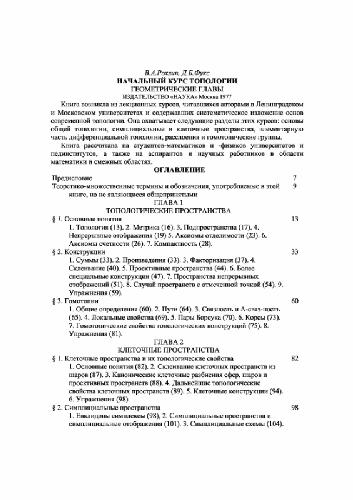 В.А.Рохлин, Д.Б.Фукс
НАЧАЛЬНЫЙ КУРС ТОПОЛОГИИ
ГЕОМЕТРИЧЕСКИЕ ГЛАВЫ
ИЗДАТЕЛЬСТВО «НАУКА» Москва 1977
Книга возникла из лекционных курсов, читавшихся авторами в Ленинградском
и Московском университетах и содержавших систематическое изложение основ
современной топологии. Она охватывает следующие разделы этих курсов: основы
общей топологии, симплициальные и клеточные пространства, элементарную
часть дифференциальной топологии, расслоения и гомотопические группы.
Книга рассчитана на студентов-математиков и -физиков университетов и
пединститутов, а также на аспирантов и научных работников в области
математики и смежных областях.
ОГЛАВЛЕНИЕ
Предисловие 7
Теоретико-множественные термины и обозначения, употребляемые в этой 9
книге, но не являющиеся общепринятыми
ГЛАВА 1
ТОПОЛОГИЧЕСКИЕ ПРОСТРАНСТВА
§ 1. Основные понятия 13
1. Топология (13). 2. Метрика (16). 3. Подпространства (17). 4.
Непрерывные отображения (19) 5. Аксиомы отделимости (23). 6.
Аксиомы счетности (26). 7. Компактность (28).
§ 2. Конструкции 33
1. Суммы (33). 2. Произведения (33). 3. Факторизация (37). 4.
Склеивание (40). 5. Проективные пространства (44). 6. Более
специальные конструкции (47). 7. Пространства непрерывных
отображений (51). 8. Случай пространств с отмеченной точкой (54). 9.
Упражнения (59).
§ 3. Гомотопии 60
1. Общие определения (60). 2. Пути (64). 3. Связность и k-связность
(65). 4. Локальные свойства (69). 5. Пары Борсука (70). 6. Корсы (73).
7. Гомотопические свойства топологических конструкций (75). 8.
Упражнения (81).
ГЛАВА 2
КЛЕТОЧНЫЕ ПРОСТРАНСТВА
§ 1. Клеточные пространства и их топологические свойства 82
1. Основные понятия (82). 2. Склеивание клеточных пространств из
шаров (87). 3. Канонические клеточные разбиения сфер, шаров и
проективных пространств (88). 4. Дальнейшие топологические
свойства клеточных пространств (89). 5. Клеточные конструкции (94).
6. Упражнения (98).
§ 2. Симплициальные пространства 98
1. Евклидовы симплексы (98). 2. Симплициальные пространства и
симплициальные отображения (101). 3. Симплициальные схемы (104).